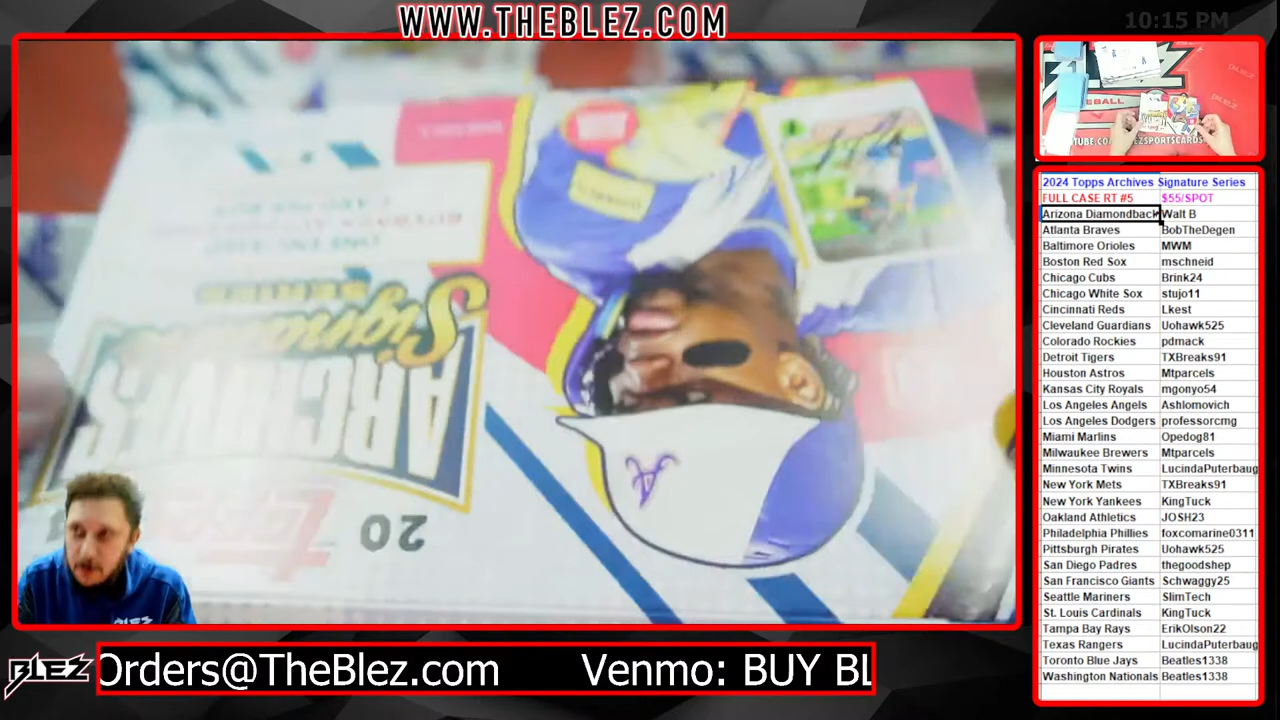 WWW.THEBLEZ.COM
10:15 PM
20
ARCHIVES
Signature
2024 Topps Archives Signature Series
FULL CASE RT #5 $55/SPOT
Arizona Diamondback Walt B
Atlanta Braves BobTheDegen
Baltimore Orioles MWM
Boston Red Sox mschneid
Chicago Cubs Brink24
Chicago White Sox stujo11
Cincinnati Reds Lkest
Cleveland Guardians Uohawk525
Colorado Rockies pdmack
Detroit Tigers TXBreaks91
Houston Astros Mtparcels
Kansas City Royals mgonyo54
Los Angeles Angels Ashlomovich
Los Angeles Dodgers professorcmg
Miami Marlins Opedog81
Milwaukee Brewers Mtparcels
Minnesota Twins LucindaPuterbaug
New York Mets TXBreaks91
New York Yankees KingTuck
Oakland Athletics JOSH23
Philadelphia Phillies foxcomarine0311
Pittsburgh Pirates Uohawk525
San Diego Padres thegoodshep
San Francisco Giants Schwaggy25
Seattle Mariners SlimTech
St. Louis Cardinals KingTuck
Tampa Bay Rays ErikOlson22
Texas Rangers LucindaPuterbaug
Toronto Blue Jays Beatles1338
Washington Nationals Beatles1338
BLEZ
Orders@TheBlez.com Venmo: BUY BL